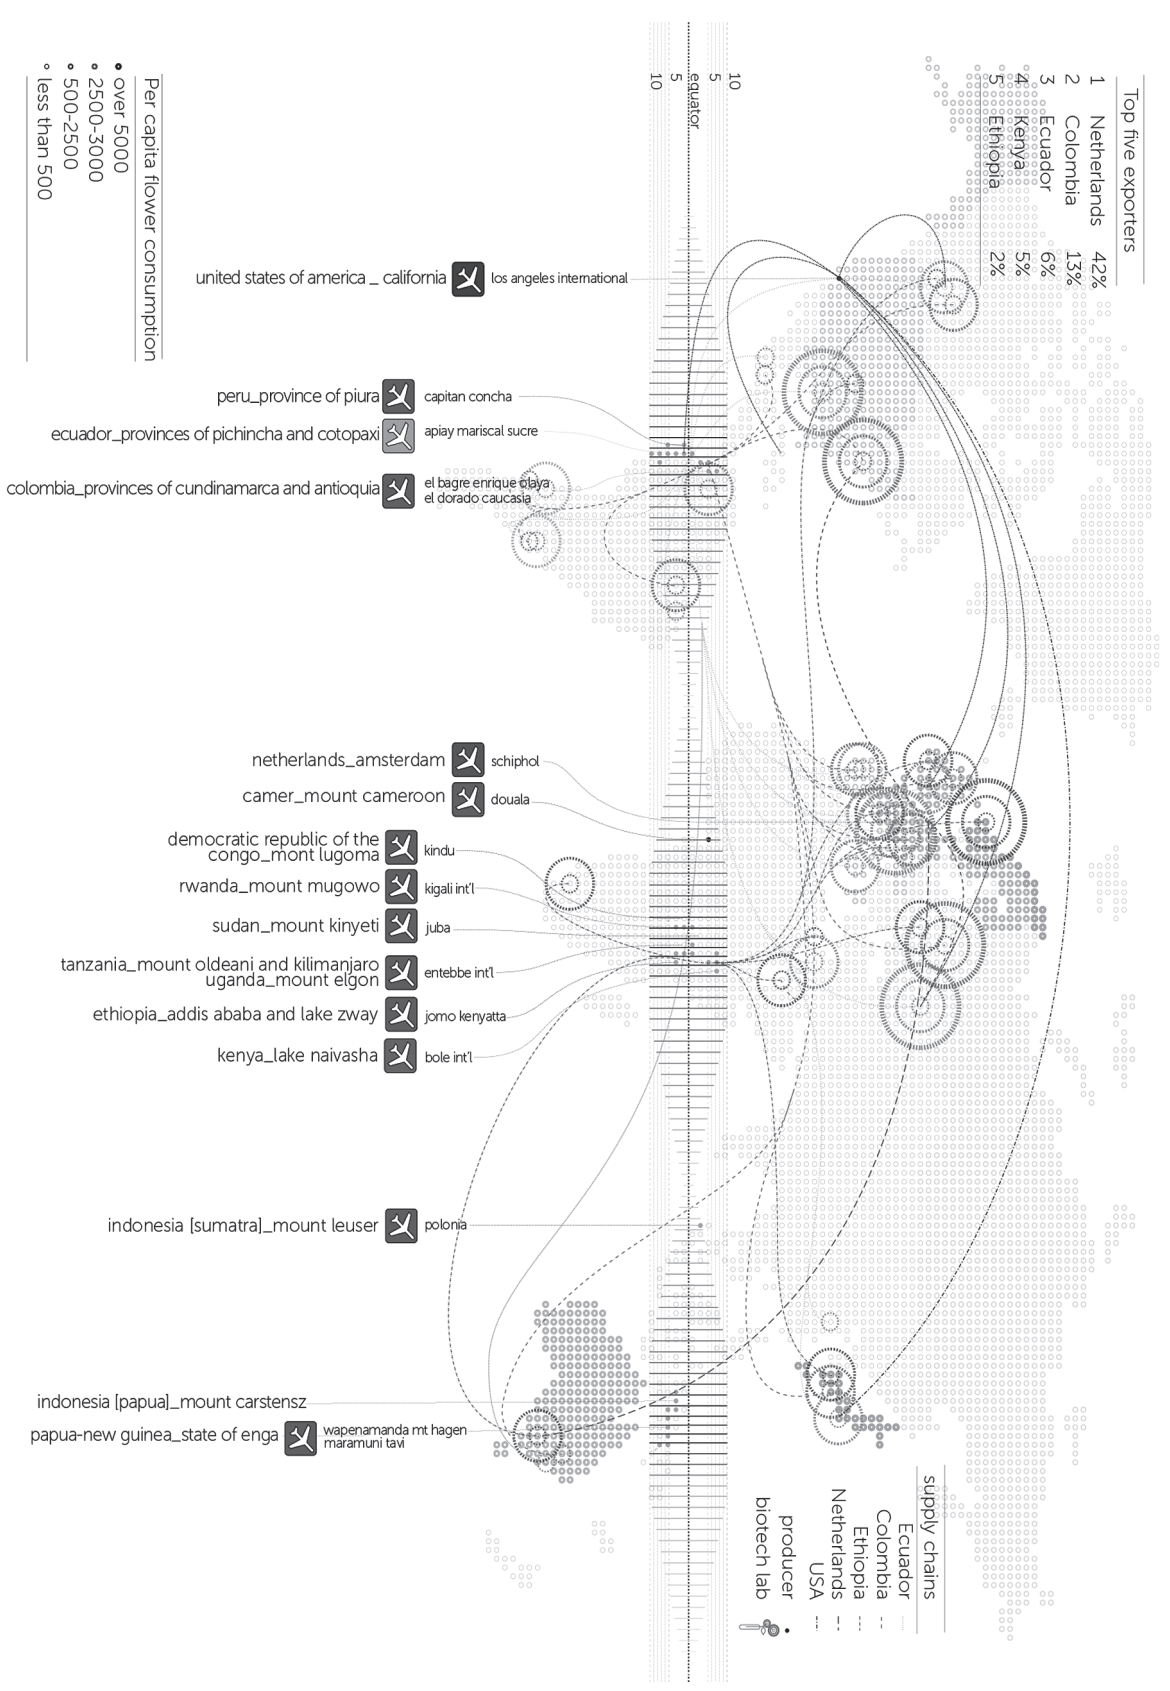 Top five exporters
1 Netherlands 42%
2 Colombia 13%
3 Ecuador 6%
4 Kenya 5%
5 Ethiopia 2%
Per capita flower consumption
over 5000
2500-3000
500-2500
less than 500
10
5
equator
5
10
united states of america _ california
los angeles international
peru_province of piura
capitan concha
ecuador_provinces of pichincha and cotopaxi
apiay mariscal sucre
colombia_provinces of cundinamarca and antioquia
el bagre enrique olaya
el dorado caucasia
netherlands_amsterdam
schiphol
camer_mount cameroon
douala
democratic republic of the
congo_mont lugoma
kindu
rwanda_mount mugowo
kigali int'l
sudan_mount kinyeti
juba
tanzania_mount oldeani and kilimanjaro
uganda_mount elgon
entebbe int'l
ethiopia_addis ababa and lake zway
jomo kenyatta
kenya_lake naivasha
bole int'l
indonesia [sumatra]_mount leuser
polonia
indonesia [papua]_mount carstensz
papua-new guinea_state of enga
wapenamanda mt hagen
maramuni tavi
supply chains
Ecuador
Colombia
Ethiopia
Netherlands
USA
producer
biotech lab